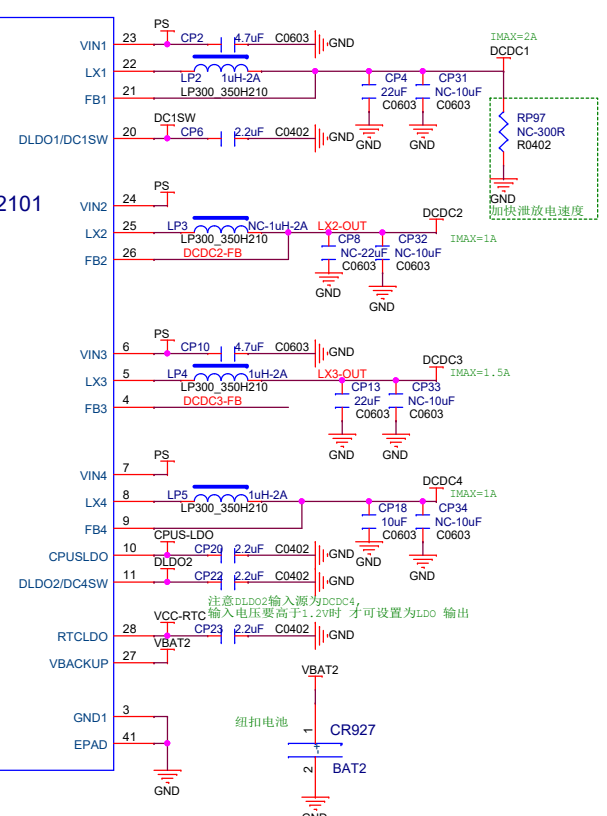 PS
VIN1 23 CP2 4.7uF C0603 GND
IMAX=2A
DCDC1
LX1 22 LP2 1uH-2A
LP300_350H210
FB1 21
CP4 CP31
22uF NC-10uF
C0603 C0603
GND GND
RP97
NC-300R
R0402
GND
加快泄放电速度
DC1SW
DLDO1/DC1SW 20 CP6 2.2uF C0402 GND
2101
PS
VIN2 24
LX2 25 LP3 NC-1uH-2A LX2-OUT
LP300_350H210
DCDC2
IMAX=1A
FB2 26 DCDC2-FB
CP8 CP32
NC-22uF NC-10uF
C0603 C0603
GND GND
PS
VIN3 6 CP10 4.7uF C0603 GND
LX3 5 LP4 1uH-2A LX3-OUT
LP300_350H210
DCDC3
IMAX=1.5A
FB3 4 DCDC3-FB
CP13 CP33
22uF NC-10uF
C0603 C0603
GND GND
PS
VIN4 7
LX4 8 LP5 1uH-2A
LP300_350H210
DCDC4
IMAX=1A
FB4 9
CP18 CP34
10uF NC-10uF
C0603 C0603
GND GND
CPUS-LDO
CPUSLDO 10 CP20 2.2uF C0402 GND
DLDO2
DLDO2/DC4SW 11 CP22 2.2uF C0402 GND
注意DLDO2输入源为DCDC4,
输入电压要高于1.2V时 才可设置为LDO 输出
VCC-RTC
RTCLDO 28 CP23 2.2uF C0402 GND
VBAT2
VBACKUP 27
VBAT2
纽扣电池
1 CR927
+
2 BAT2
GND
GND1 3
EPAD 41
GND